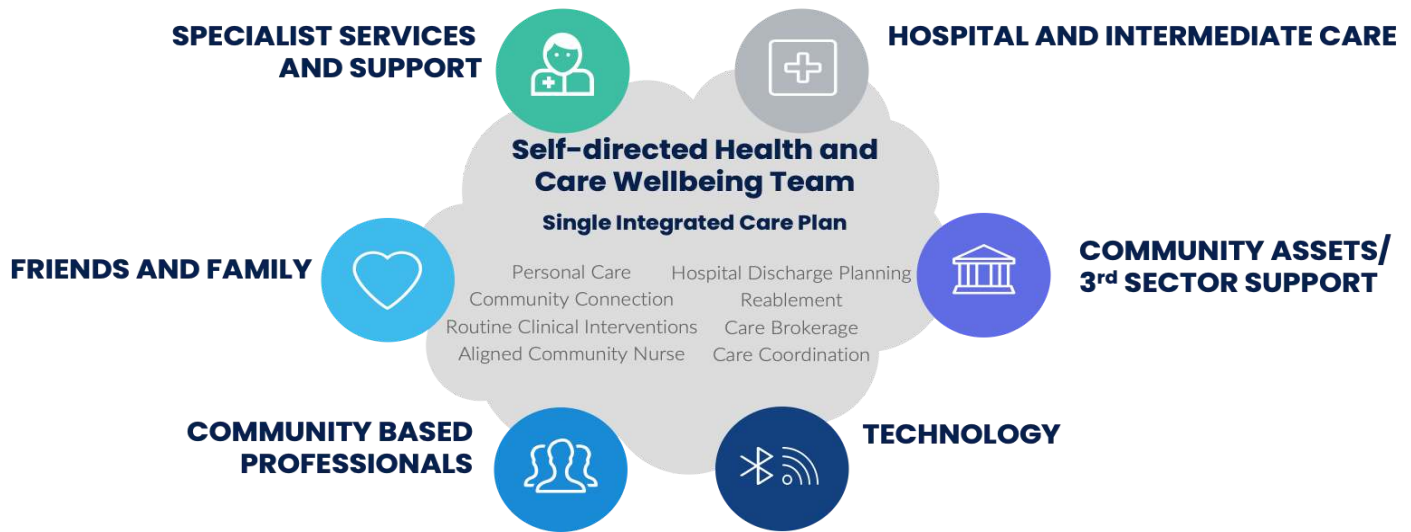 SPECIALIST SERVICES
AND SUPPORT
HOSPITAL AND INTERMEDIATE CARE
Self-directed Health and
Care Wellbeing Team
Single Integrated Care Plan
FRIENDS AND FAMILY
Personal Care
Community Connection
Routine Clinical Interventions
Aligned Community Nurse
Hospital Discharge Planning
Reablement
Care Brokerage
Care Coordination
COMMUNITY ASSETS/
3rd SECTOR SUPPORT
COMMUNITY BASED
PROFESSIONALS
TECHNOLOGY